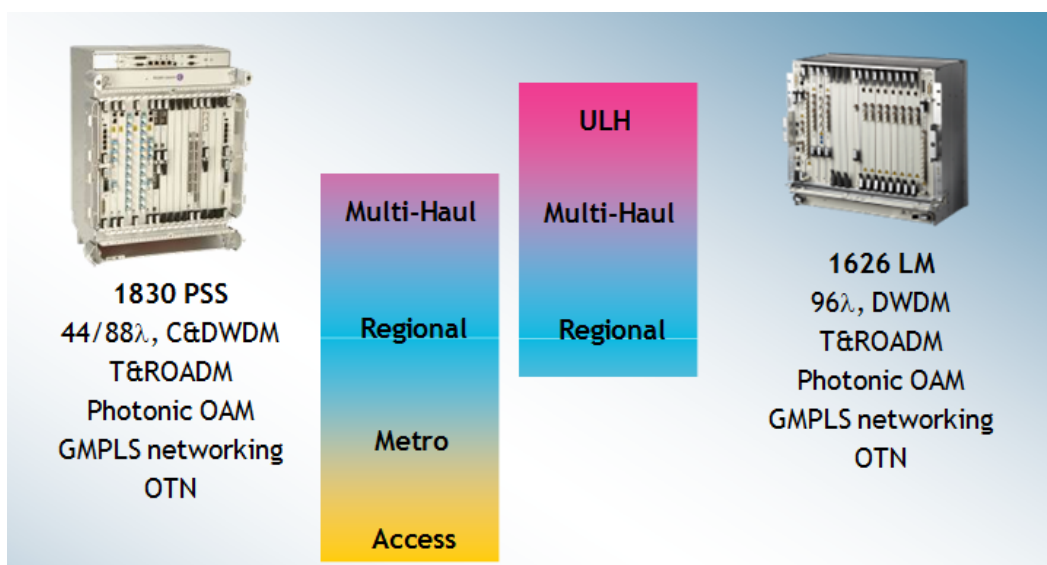 1830 PSS
44/88λ, C&DWDM
T&ROADM
Photonic OAM
GMPLS networking
OTN
Multi-Haul
Regional
Metro
Access
ULH
Multi-Haul
Regional
1626 LM
96λ, DWDM
T&ROADM
Photonic OAM
GMPLS networking
OTN